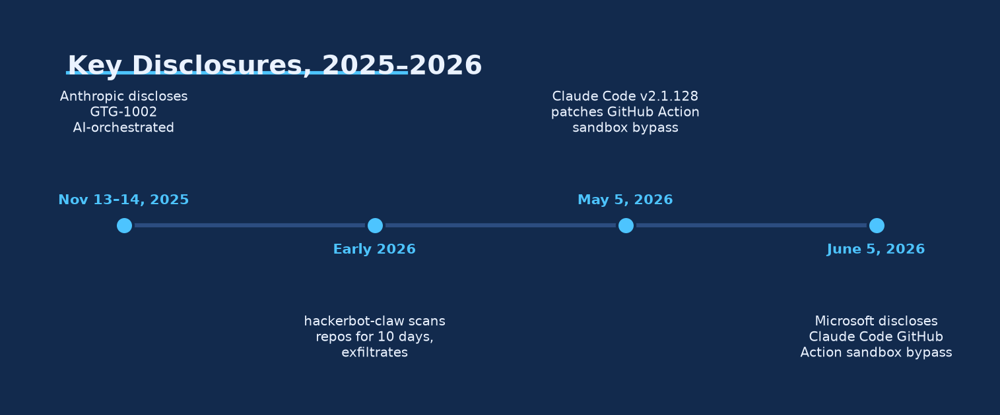 Key Disclosures, 2025–2026
Anthropic discloses
GTG-1002
AI-orchestrated
Nov 13–14, 2025
Early 2026
hackerbot-claw scans
repos for 10 days,
exfiltrates
Claude Code v2.1.128
patches GitHub Action
sandbox bypass
May 5, 2026
June 5, 2026
Microsoft discloses
Claude Code GitHub
Action sandbox bypass